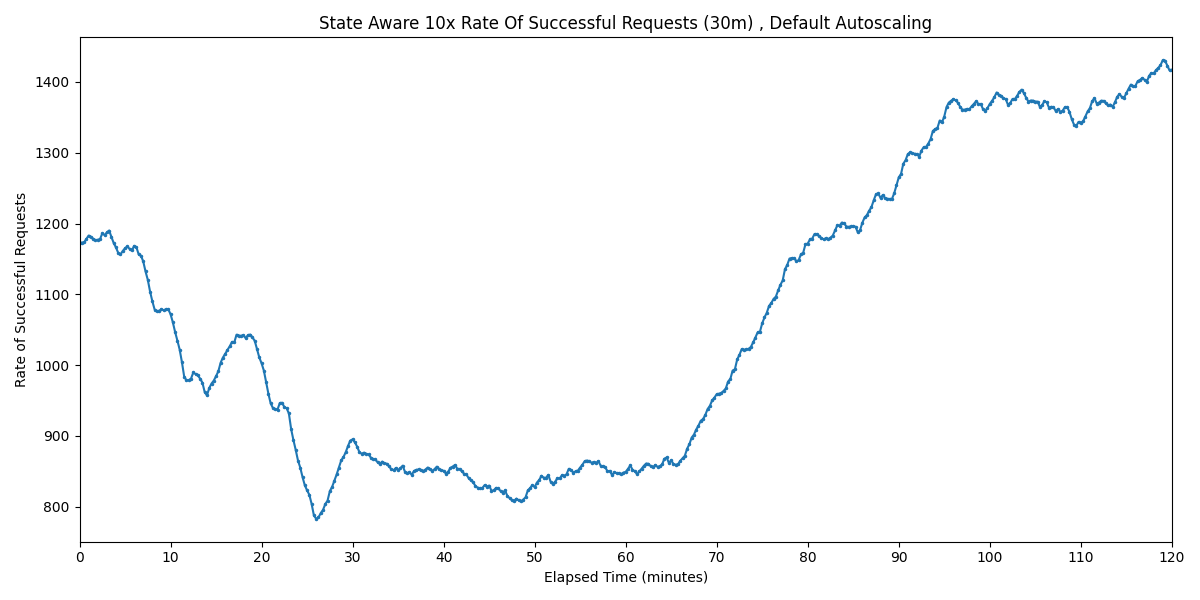 State Aware 10x Rate Of Successful Requests (30m) , Default Autoscaling
1400
1300
1200
1100
1000
900
800
Rate of Successful Requests
0 10 20 30 40 50 60 70 80 90 100 110 120
Elapsed Time (minutes)